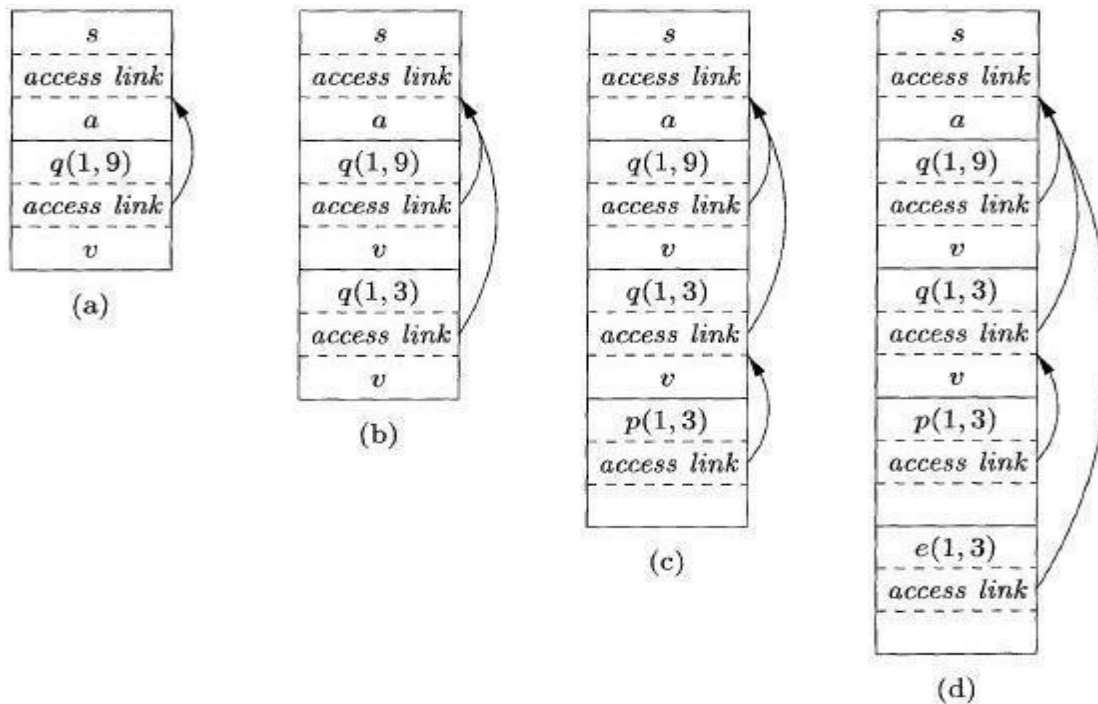 s
access link
a
q(1, 9)
access link
v
(a)
s
access link
a
q(1, 9)
access link
v
q(1, 3)
access link
v
(b)
s
access link
a
q(1, 9)
access link
v
q(1, 3)
access link
v
p(1, 3)
access link
(c)
s
access link
a
q(1, 9)
access link
v
q(1, 3)
access link
v
p(1, 3)
access link
e(1, 3)
access link
(d)